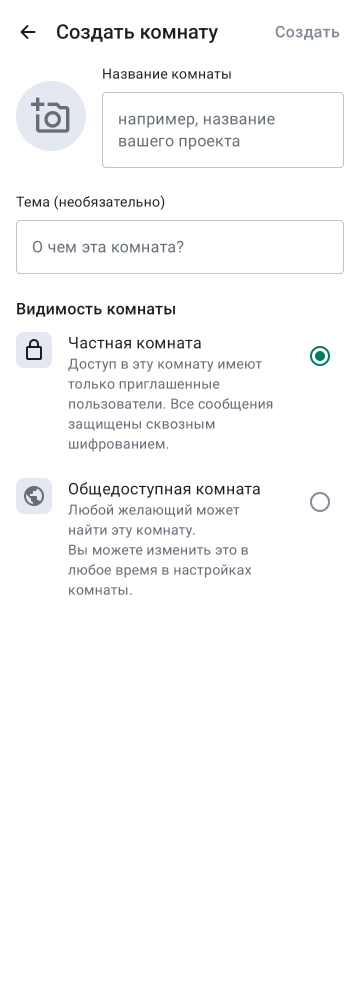 Создать комнату
Создать
Название комнаты
например, название
вашего проекта
Тема (необязательно)
О чем эта комната?
Видимость комнаты
Частная комната
Доступ в эту комнату имеют
только приглашенные
пользователи. Все сообщения
защищены сквозным
шифрованием.
Общедоступная комната
Любой желающий может
найти эту комнату.
Вы можете изменить это в
любое время в настройках
комнаты.